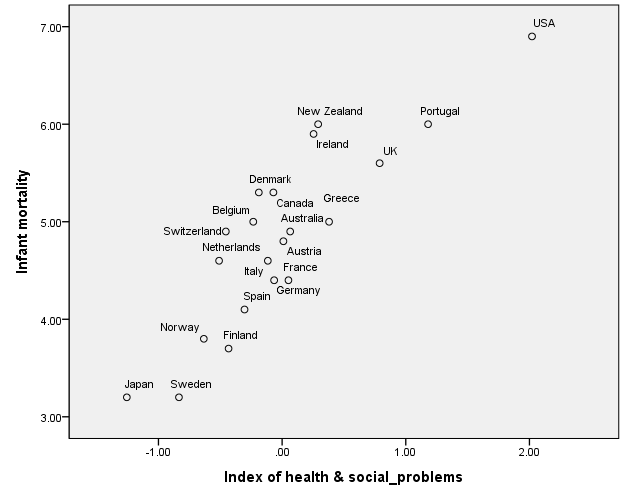 7.00
6.00
5.00
4.00
3.00
Infant mortality
USA
New Zealand
Portugal
Ireland
UK
Denmark
Canada
Greece
Belgium
Australia
Switzerland
Netherlands
Austria
Italy
France
Germany
Spain
Norway
Finland
Japan
Sweden
-1.00
.00
1.00
2.00
Index of health & social_problems